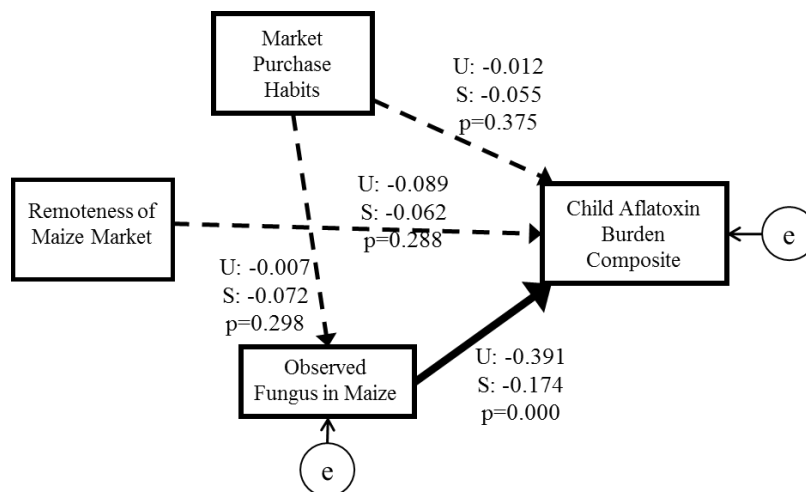 Market
Purchase
Habits
U: -0.012
S: -0.055
p=0.375
Remoteness of
Maize Market
U: -0.089
S: -0.062
p=0.288
Child Aflatoxin
Burden
Composite
e
U: -0.007
S: -0.072
p=0.298
Observed
Fungus in Maize
U: -0.391
S: -0.174
p=0.000
e